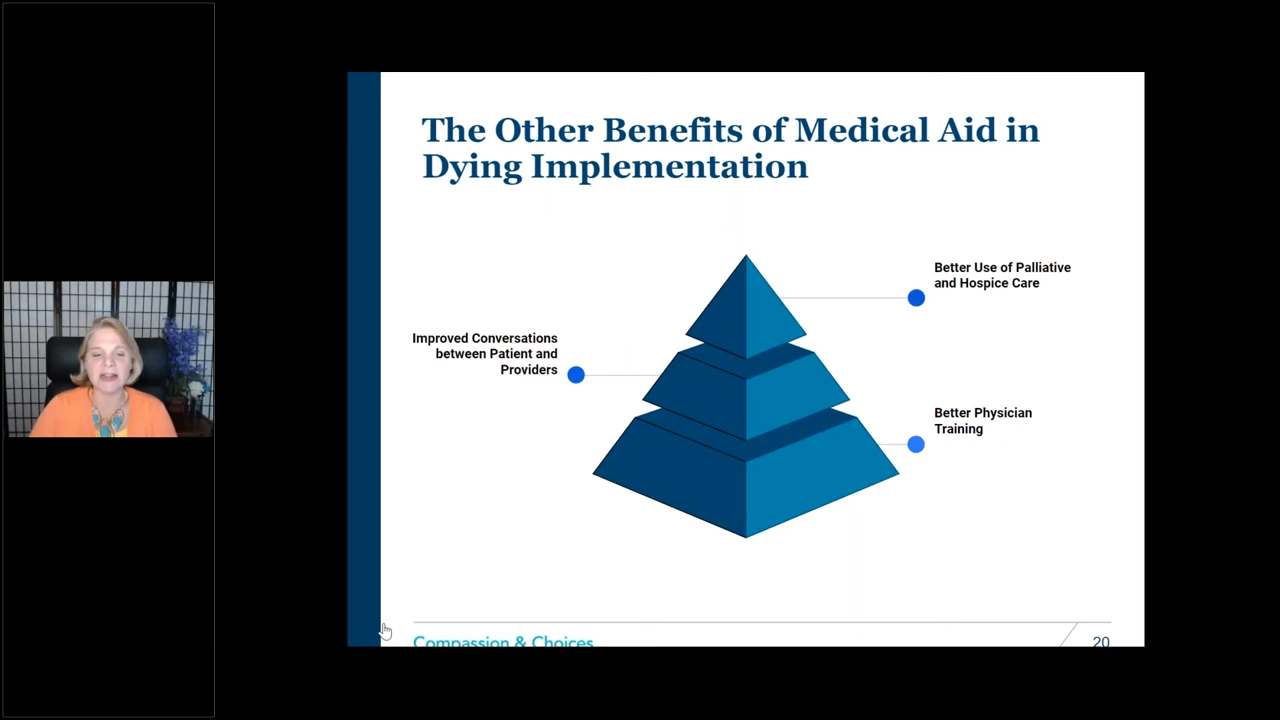 The Other Benefits of Medical Aid in
Dying Implementation
Better Use of Palliative
and Hospice Care
Improved Conversations
between Patient and
Providers
Better Physician
Training
Compassion & Choices
20